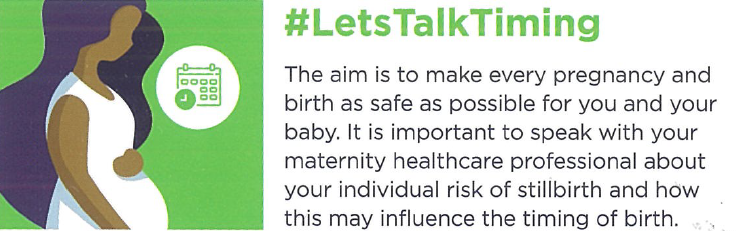 #LetsTalkTiming
The aim is to make every pregnancy and
birth as safe as possible for you and your
baby. It is important to speak with your
maternity healthcare professional about
your individual risk of stillbirth and how
this may influence the timing of birth.